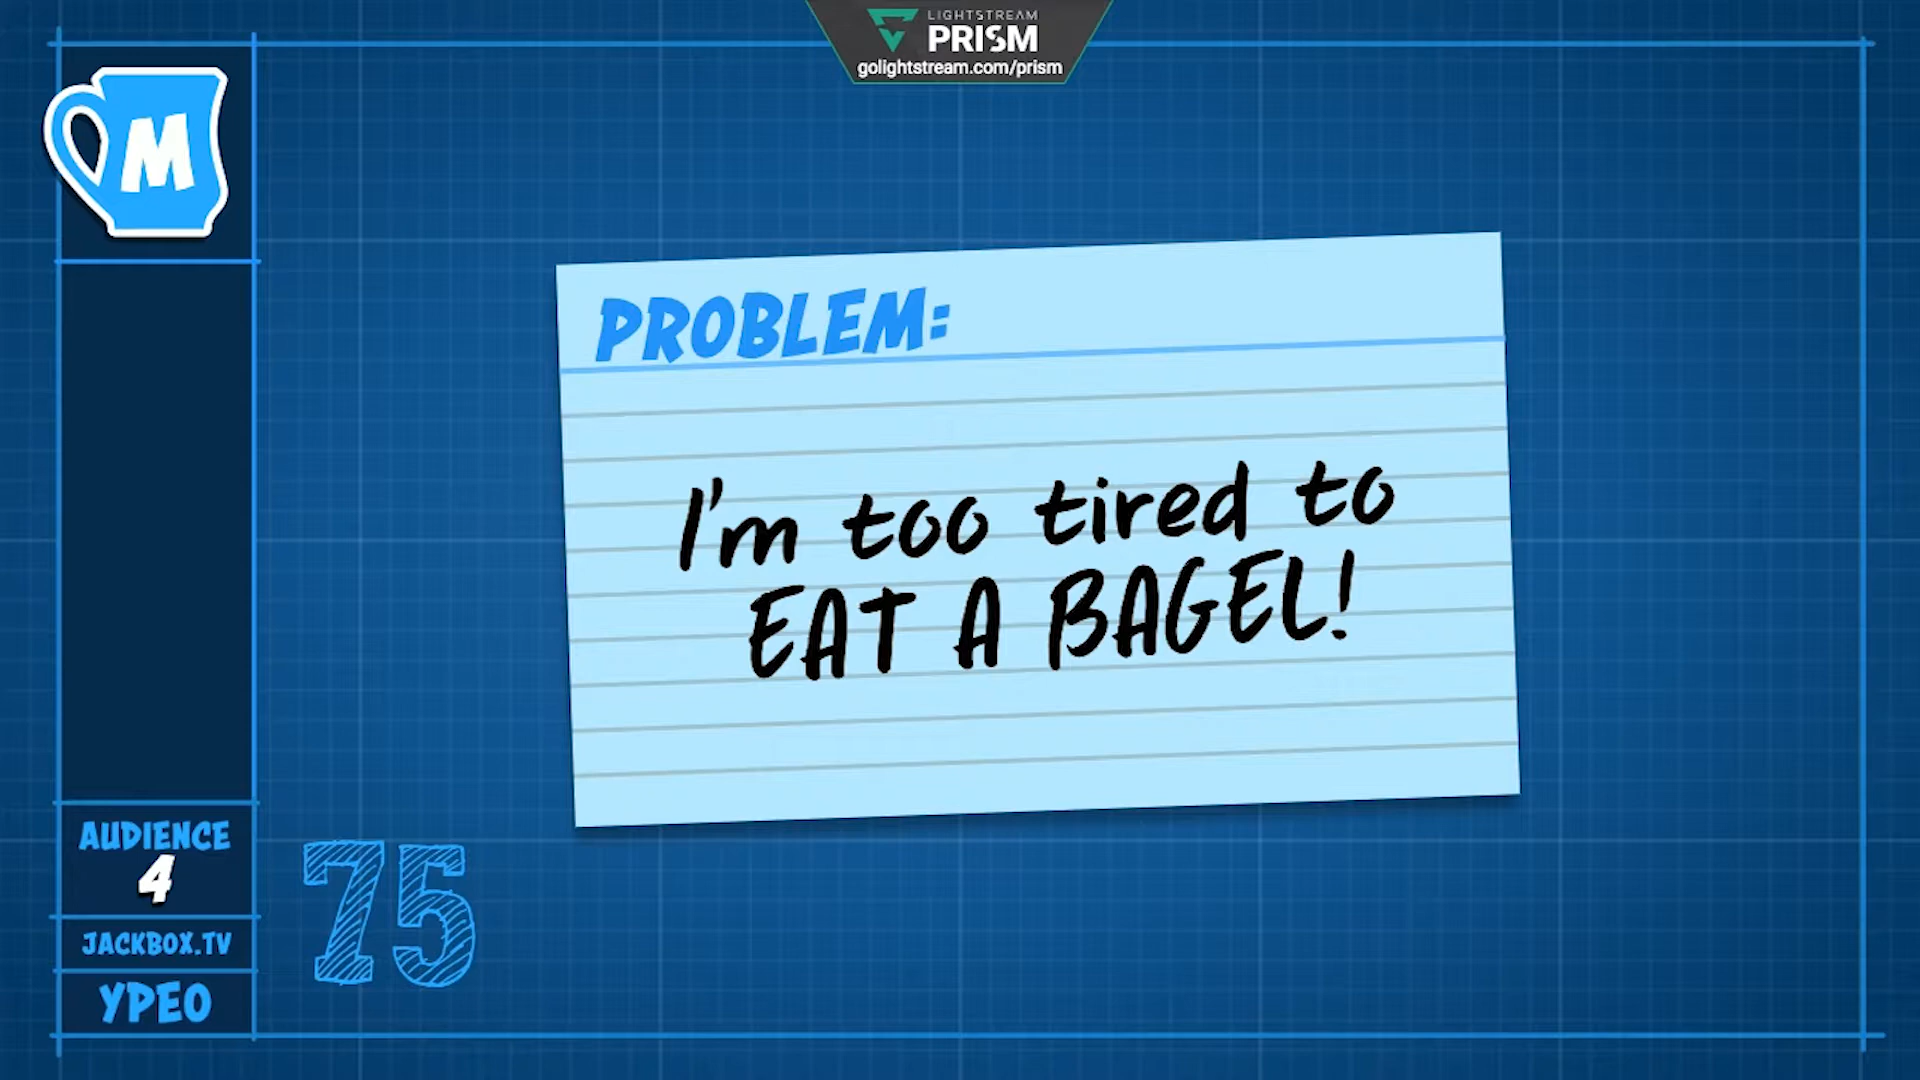 LIGHTSTREAM
PRISM
golightstream.com/prism
M
PROBLEM:
I'm too tired to
EAT A BAGEL!
AUDIENCE
4
JACKBOX.TV
YPEO
75